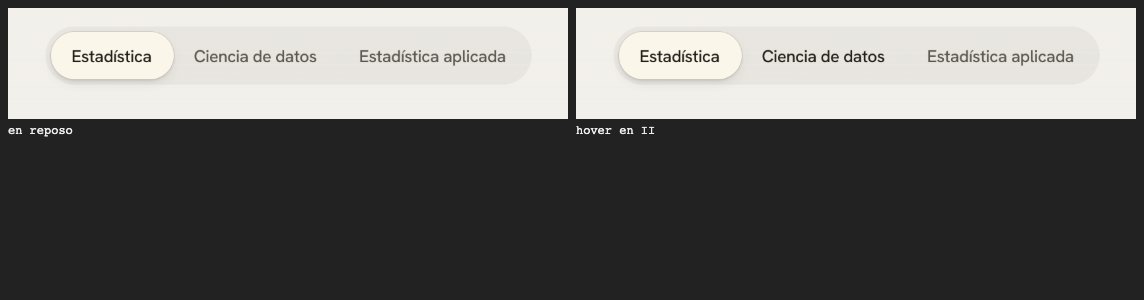 Estadística Ciencia de datos Estadística aplicada
en reposo
Estadística Ciencia de datos Estadística aplicada
hover en II